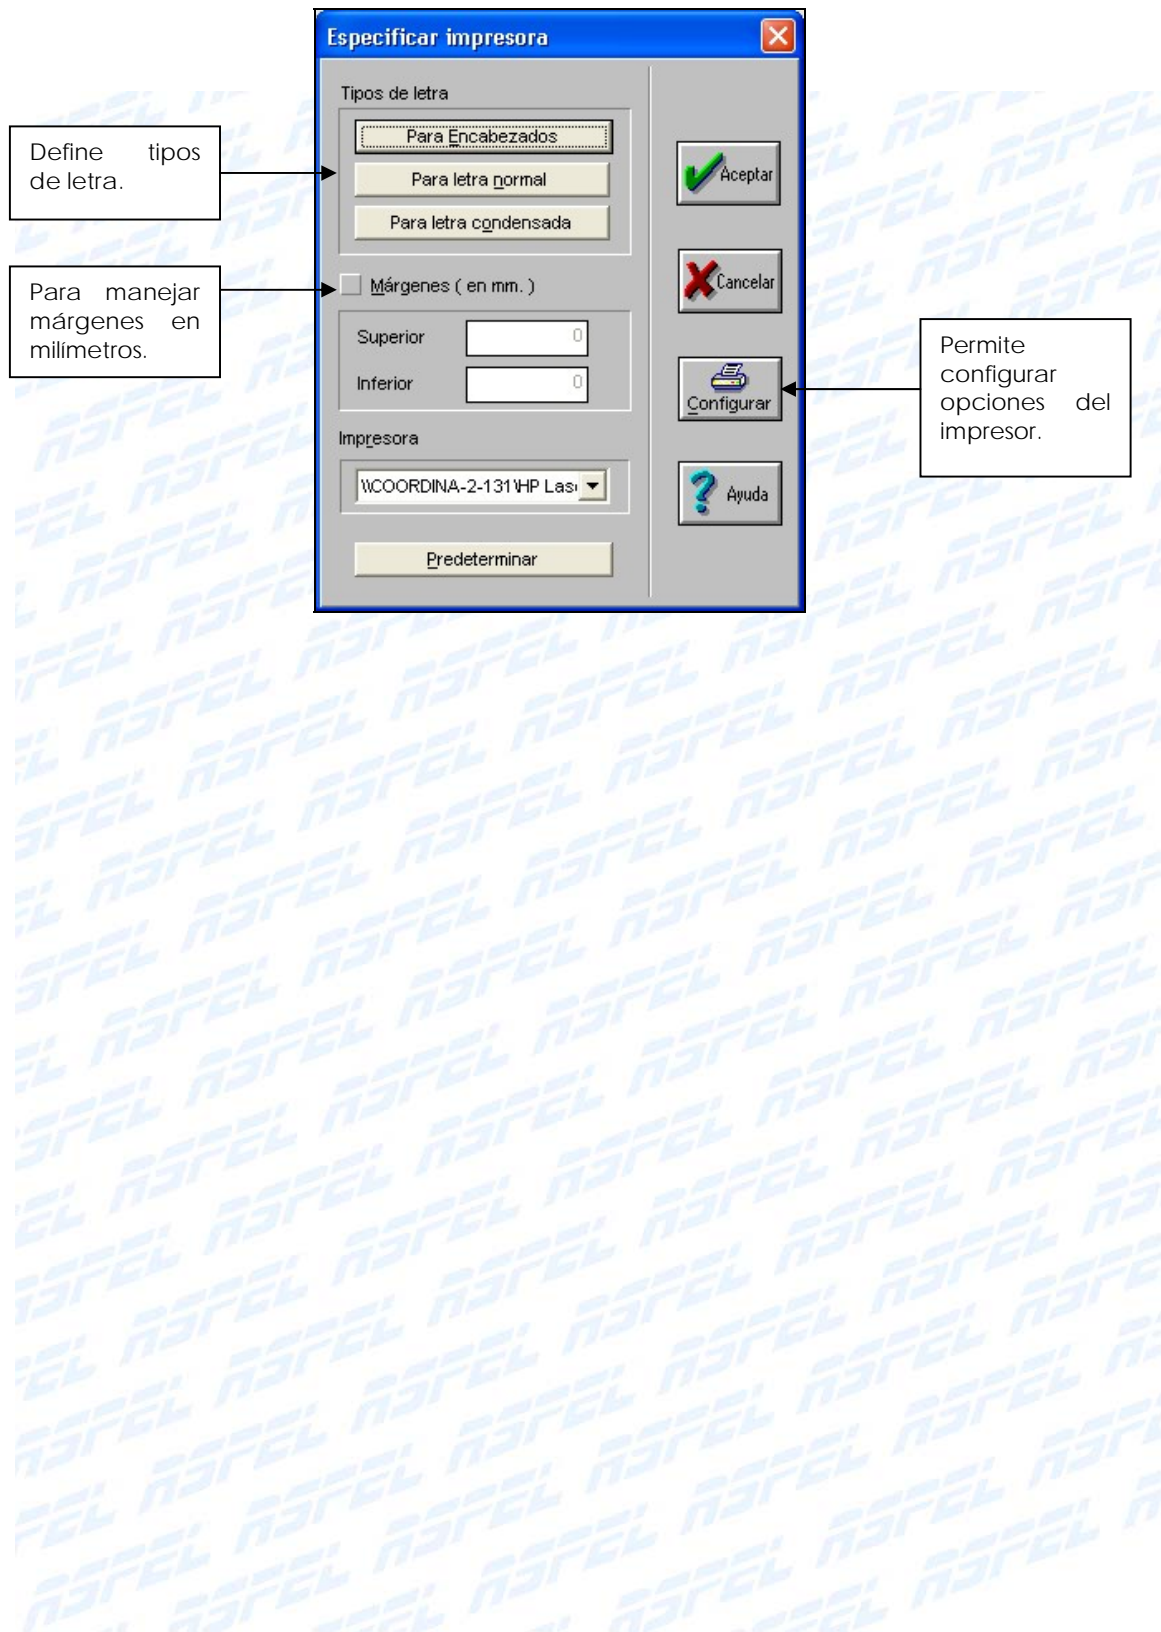 Especificar impresora
Tipos de letra
Para Encabezados
Para letra normal
Para letra condensada
Márgenes ( en mm. )
Superior
0
Inferior
0
Impresora
\\COORDINA-2-131\HP Las
Predeterminar
Aceptar
Cancelar
Configurar
Ayuda
Define tipos
de letra.
Para manejar
márgenes en
milímetros.
Permite
configurar
opciones del
impresor.
ASPEL